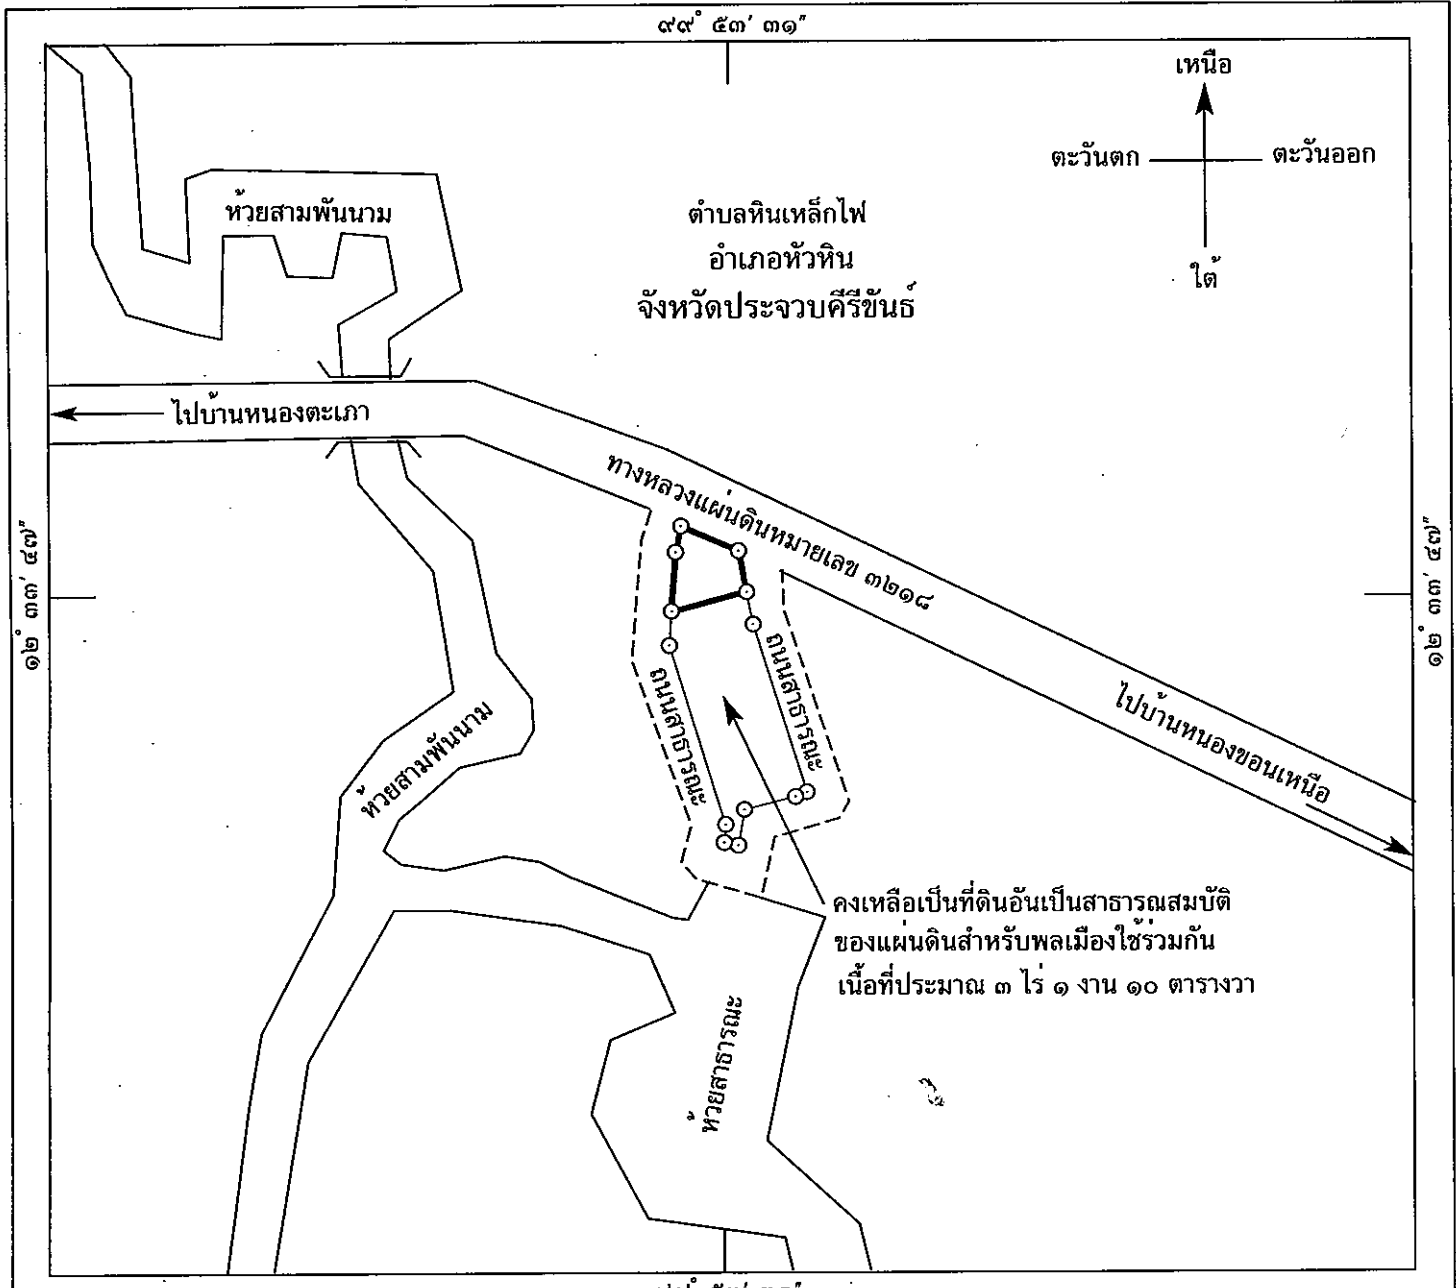 ๙๙° ๕๓′ ๓๑″
เหนือ
ตะวันตก
ตะวันออก
ใต้
ห้วยสามพันนาม
ตำบลหินเหล็กไฟ
อำเภอหัวหิน
จังหวัดประจวบคีรีขันธ์
ไปบ้านหนองตะเภา
ทางหลวงแผ่นดินหมายเลข ๓๒๑๘
๑๒° ๓๓′ ๔๗″
๑๒° ๓๓′ ๔๗″
ถนนสาธารณะ
ถนนสาธารณะ
ห้วยสามพันนาม
ไปบ้านหนองขอนเหนือ
คงเหลือเป็นที่ดินอันเป็นสาธารณสมบัติ
ของแผ่นดินสำหรับพลเมืองใช้ร่วมกัน
เนื้อที่ประมาณ ๓ ไร่ ๑ งาน ๑๐ ตารางวา
ห้วยสาธารณะ